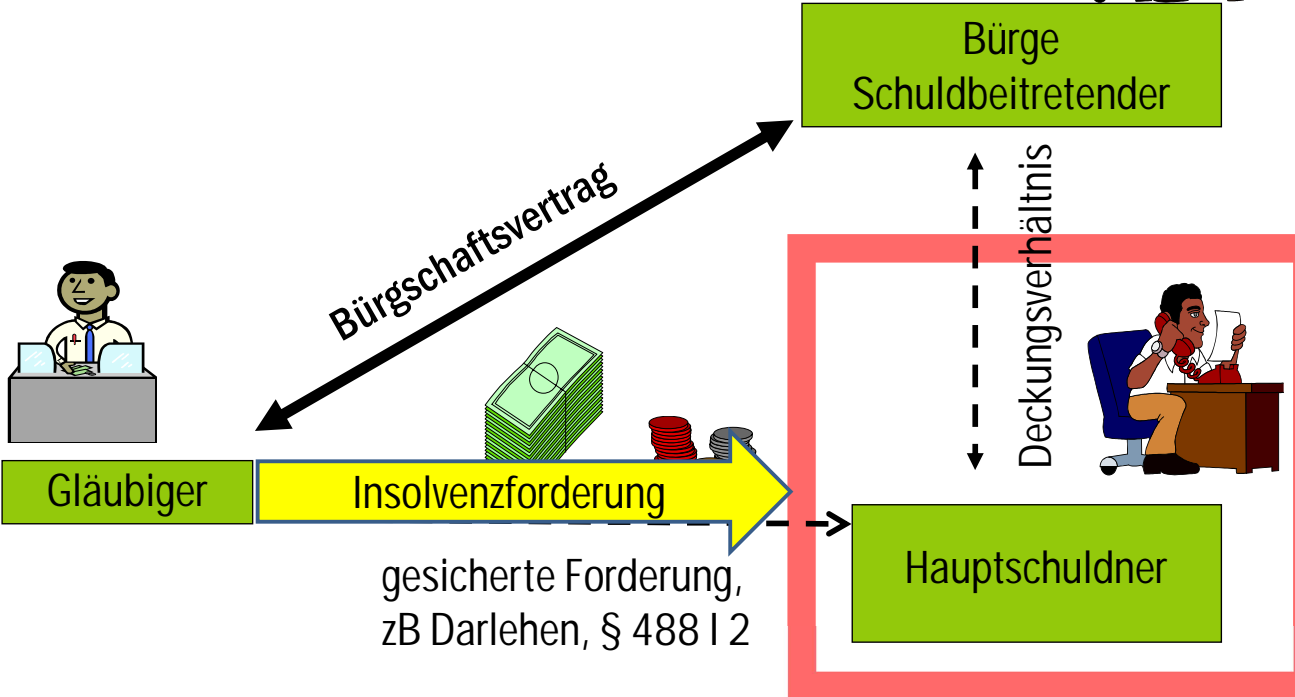 Bürge
Schuldbeitretender
Bürgschaftsvertrag
Deckungsverhältnis
Gläubiger
Insolvenzforderung
gesicherte Forderung,
zB Darlehen, § 488 I 2
Hauptschuldner